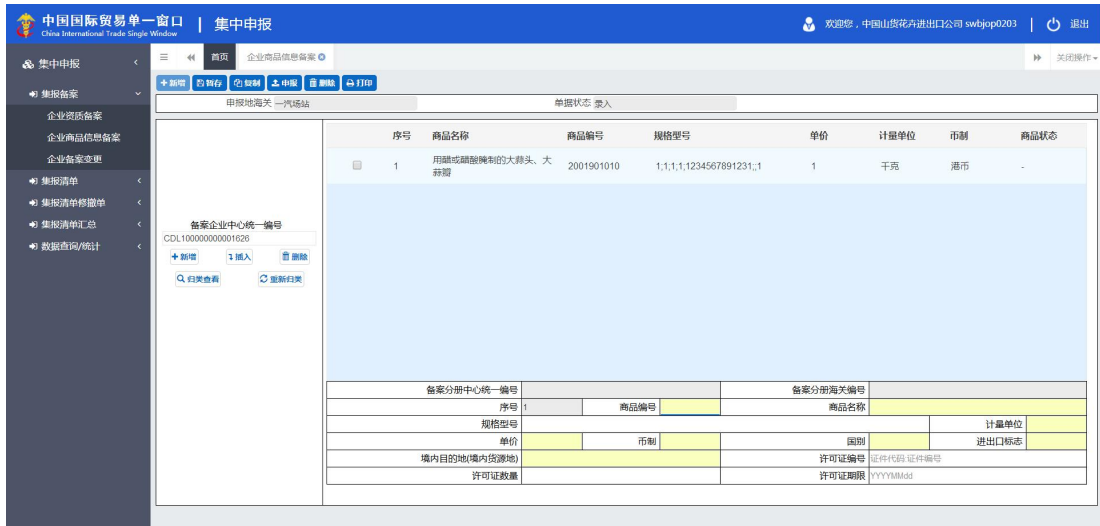 中国国际贸易单一窗口 | 集中申报
China International Trade Single Window
欢迎您，中国山货花卉进出口公司 swbjop0203 | 退出
集中申报
首页 企业商品信息备案
关闭操作
集报备案
企业资质备案
企业商品信息备案
企业备案变更
集报清单
集报清单修撤单
集报清单汇总
数据查询/统计
新增 暂存 复制 申报 删除 打印
申报地海关 一汽场站 单据状态 录入
备案企业中心统一编号
CDL100000000001626
新增 插入 删除
归类查看 重新归类
序号 商品名称 商品编号 规格型号 单价 计量单位 币制 商品状态
1 用醋或醋酸腌制的大蒜头、大 2001901010 1;1;1;1;1234567891231;;1 1 千克 港币 -
蒜瓣
备案分册中心统一编号 备案分册海关编号
序号 1 商品编号 商品名称
规格型号 计量单位
单价 币制 国别 进出口标志
境内目的地(境内货源地) 许可证编号 证件代码:证件编号
许可证数量 许可证期限 YYYYMMdd